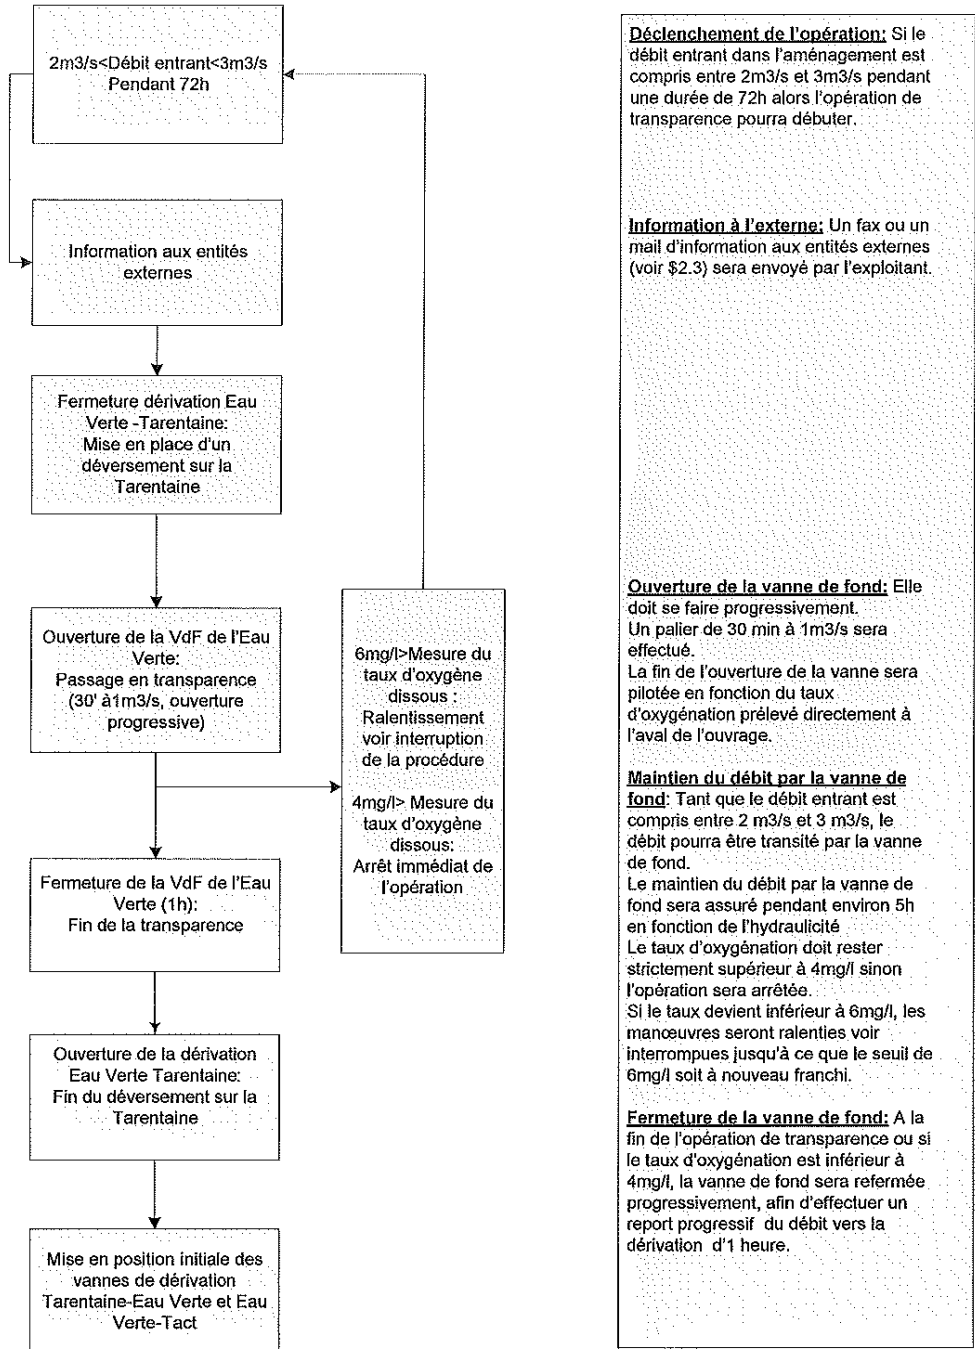 2m3/s<Débit entrant<3m3/s
Pendant 72h
Information aux entités
externes
Fermeture dérivation Eau
Verte -Tarentaine:
Mise en place d'un
déversement sur la
Tarentaine
Ouverture de la VdF de l'Eau
Verte:
Passage en transparence
(30' à1m3/s, ouverture
progressive)
6mg/l>Mesure du
taux d'oxygène
dissous :
Ralentissement
voir interruption
de la procédure
4mg/l> Mesure du
taux d'oxygène
dissous:
Arrêt immédiat de
l'opération
Fermeture de la VdF de l'Eau
Verte (1h):
Fin de la transparence
Ouverture de la dérivation
Eau Verte Tarentaine:
Fin du déversement sur la
Tarentaine
Mise en position initiale des
vannes de dérivation
Tarentaine-Eau Verte et Eau
Verte-Tact
Déclenchement de l'opération: Si le
débit entrant dans l'aménagement est
compris entre 2m3/s et 3m3/s pendant
une durée de 72h alors l'opération de
transparence pourra débuter.
Information à l'externe: Un fax ou un
mail d'information aux entités externes
(voir $2.3) sera envoyé par l'exploitant.
Ouverture de la vanne de fond: Elle
doit se faire progressivement.
Un palier de 30 min à 1m3/s sera
effectué.
La fin de l'ouverture de la vanne sera
pilotée en fonction du taux
d'oxygénation prélevé directement à
l'aval de l'ouvrage.
Maintien du débit par la vanne de
fond: Tant que le débit entrant est
compris entre 2 m3/s et 3 m3/s, le
débit pourra être transité par la vanne
de fond.
Le maintien du débit par la vanne de
fond sera assuré pendant environ 5h
en fonction de l'hydraulicité
Le taux d'oxygénation doit rester
strictement supérieur à 4mg/l sinon
l'opération sera arrêtée.
Si le taux devient inférieur à 6mg/l, les
manœuvres seront ralenties voir
interrompues jusqu'à ce que le seuil de
6mg/l soit à nouveau franchi.
Fermeture de la vanne de fond: A la
fin de l'opération de transparence ou si
le taux d'oxygénation est inférieur à
4mg/l, la vanne de fond sera refermée
progressivement, afin d'effectuer un
report progressif du débit vers la
dérivation d'1 heure.